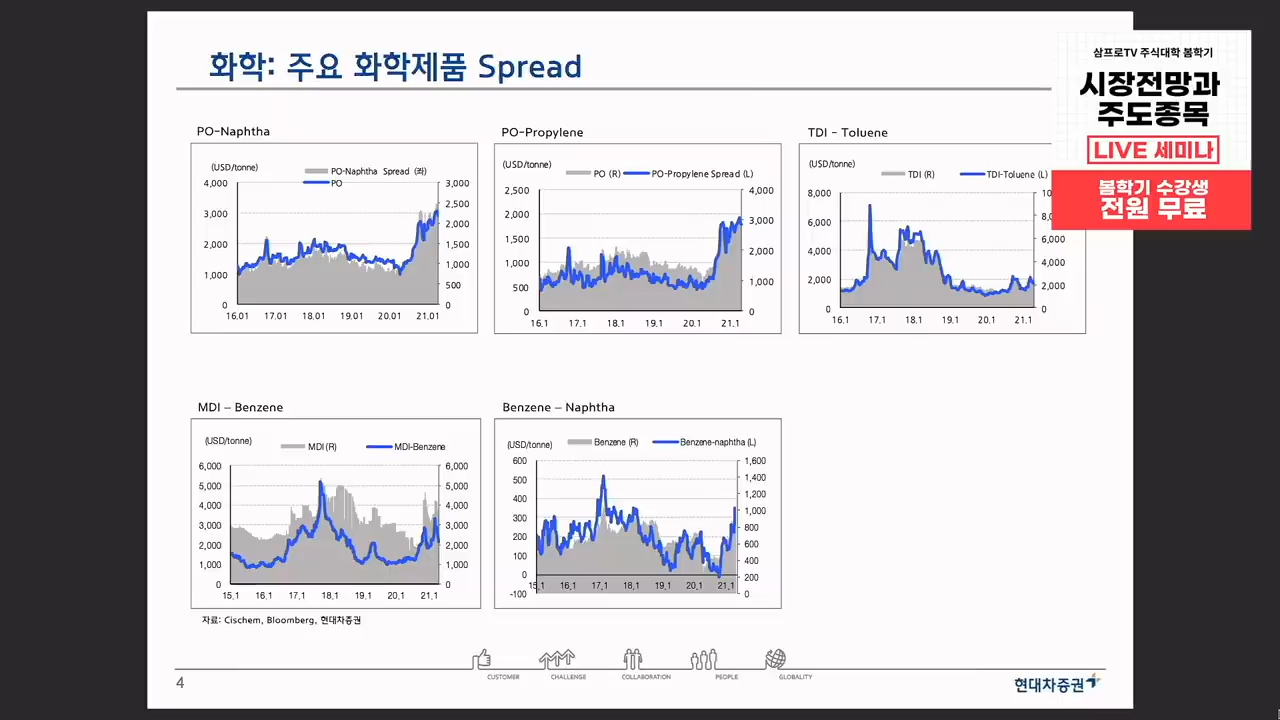 화학: 주요 화학제품 Spread
삼프로TV 주식대학 봄학기
시장전망과
주도종목
LIVE 세미나
봄학기 수강생
전원 무료
PO-Naphtha
(USD/tonne)
PO-Naphtha Spread (좌)
PO
4,000
3,000
2,000
1,000
0
3,000
2,500
2,000
1,500
1,000
500
0
16.01 17.01 18.01 19.01 20.01 21.01
PO-Propylene
(USD/tonne)
PO (R) PO-Propylene Spread (L)
2,500
2,000
1,500
1,000
500
0
4,000
3,000
2,000
1,000
0
16.1 17.1 18.1 19.1 20.1 21.1
TDI - Toluene
(USD/tonne)
TDI (R) TDI-Toluene (L)
8,000
6,000
4,000
2,000
0
6,000
4,000
2,000
0
16.1 17.1 18.1 19.1 20.1 21.1
MDI – Benzene
(USD/tonne)
MDI (R) MDI-Benzene
6,000
5,000
4,000
3,000
2,000
1,000
0
6,000
5,000
4,000
3,000
2,000
1,000
0
15.1 16.1 17.1 18.1 19.1 20.1 21.1
Benzene – Naphtha
(USD/tonne)
Benzene (R) Benzene-naphtha (L)
600
500
400
300
200
100
0
-100
1,600
1,400
1,200
1,000
800
600
400
200
0
15.1 16.1 17.1 18.1 19.1 20.1 21.1
자료: Cischem, Bloomberg, 현대차증권
CUSTOMER CHALLENGE COLLABORATION PEOPLE GLOBALITY
4
현대차증권